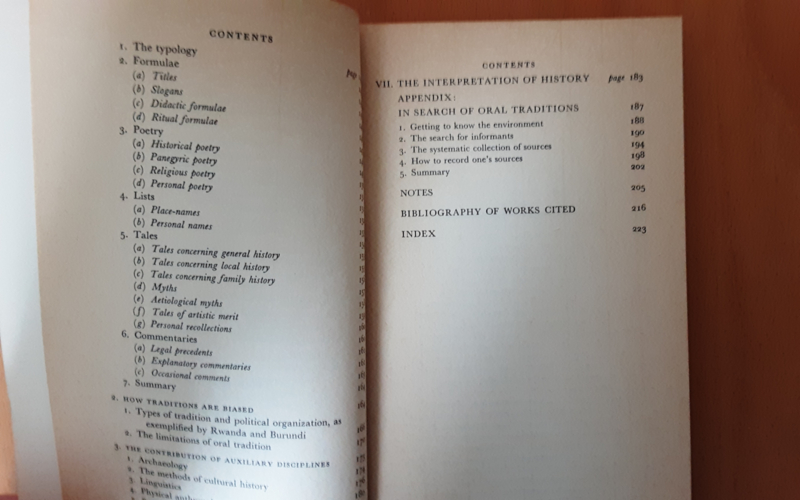 CONTENTS
1. The typology
2. Formulae
(a) Titles
(b) Slogans
(c) Didactic formulae
(d) Ritual formulae
3. Poetry
(a) Historical poetry
(b) Panegyric poetry
(c) Religious poetry
(d) Personal poetry
4. Lists
(a) Place-names
(b) Personal names
5. Tales
(a) Tales concerning general history
(b) Tales concerning local history
(c) Tales concerning family history
(d) Myths
(e) Aetiological myths
(f) Tales of artistic merit
(g) Personal recollections
6. Commentaries
(a) Legal precedents
(b) Explanatory commentaries
(c) Occasional comments
7. Summary
2. HOW TRADITIONS ARE BIASED
1. Types of tradition and political organization, as
exemplified by Rwanda and Burundi
2. The limitations of oral tradition
3. THE CONTRIBUTION OF AUXILIARY DISCIPLINES
1. Archaeology
2. The methods of cultural history
3. Linguistics
4. Physical
CONTENTS
VII. THE INTERPRETATION OF HISTORY page 183
APPENDIX:
IN SEARCH OF ORAL TRADITIONS 187
1. Getting to know the environment 188
2. The search for informants 190
3. The systematic collection of sources 194
4. How to record one's sources 198
5. Summary 202
NOTES 205
BIBLIOGRAPHY OF WORKS CITED 216
INDEX 223